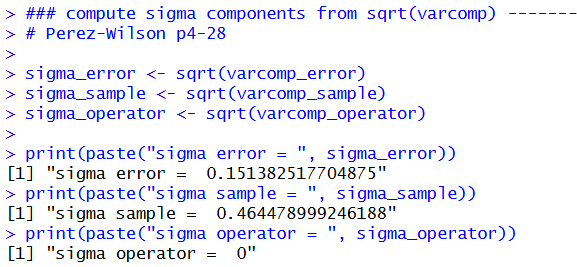 > ### compute sigma components from sqrt(varcomp) -------
> # Perez-Wilson p4-28
>
> sigma_error <- sqrt(varcomp_error)
> sigma_sample <- sqrt(varcomp_sample)
> sigma_operator <- sqrt(varcomp_operator)
>
> print(paste("sigma error = ", sigma_error))
[1] "sigma error =  0.151382517704875"
> print(paste("sigma sample = ", sigma_sample))
[1] "sigma sample =  0.464478999246188"
> print(paste("sigma operator = ", sigma_operator))
[1] "sigma operator =  0"